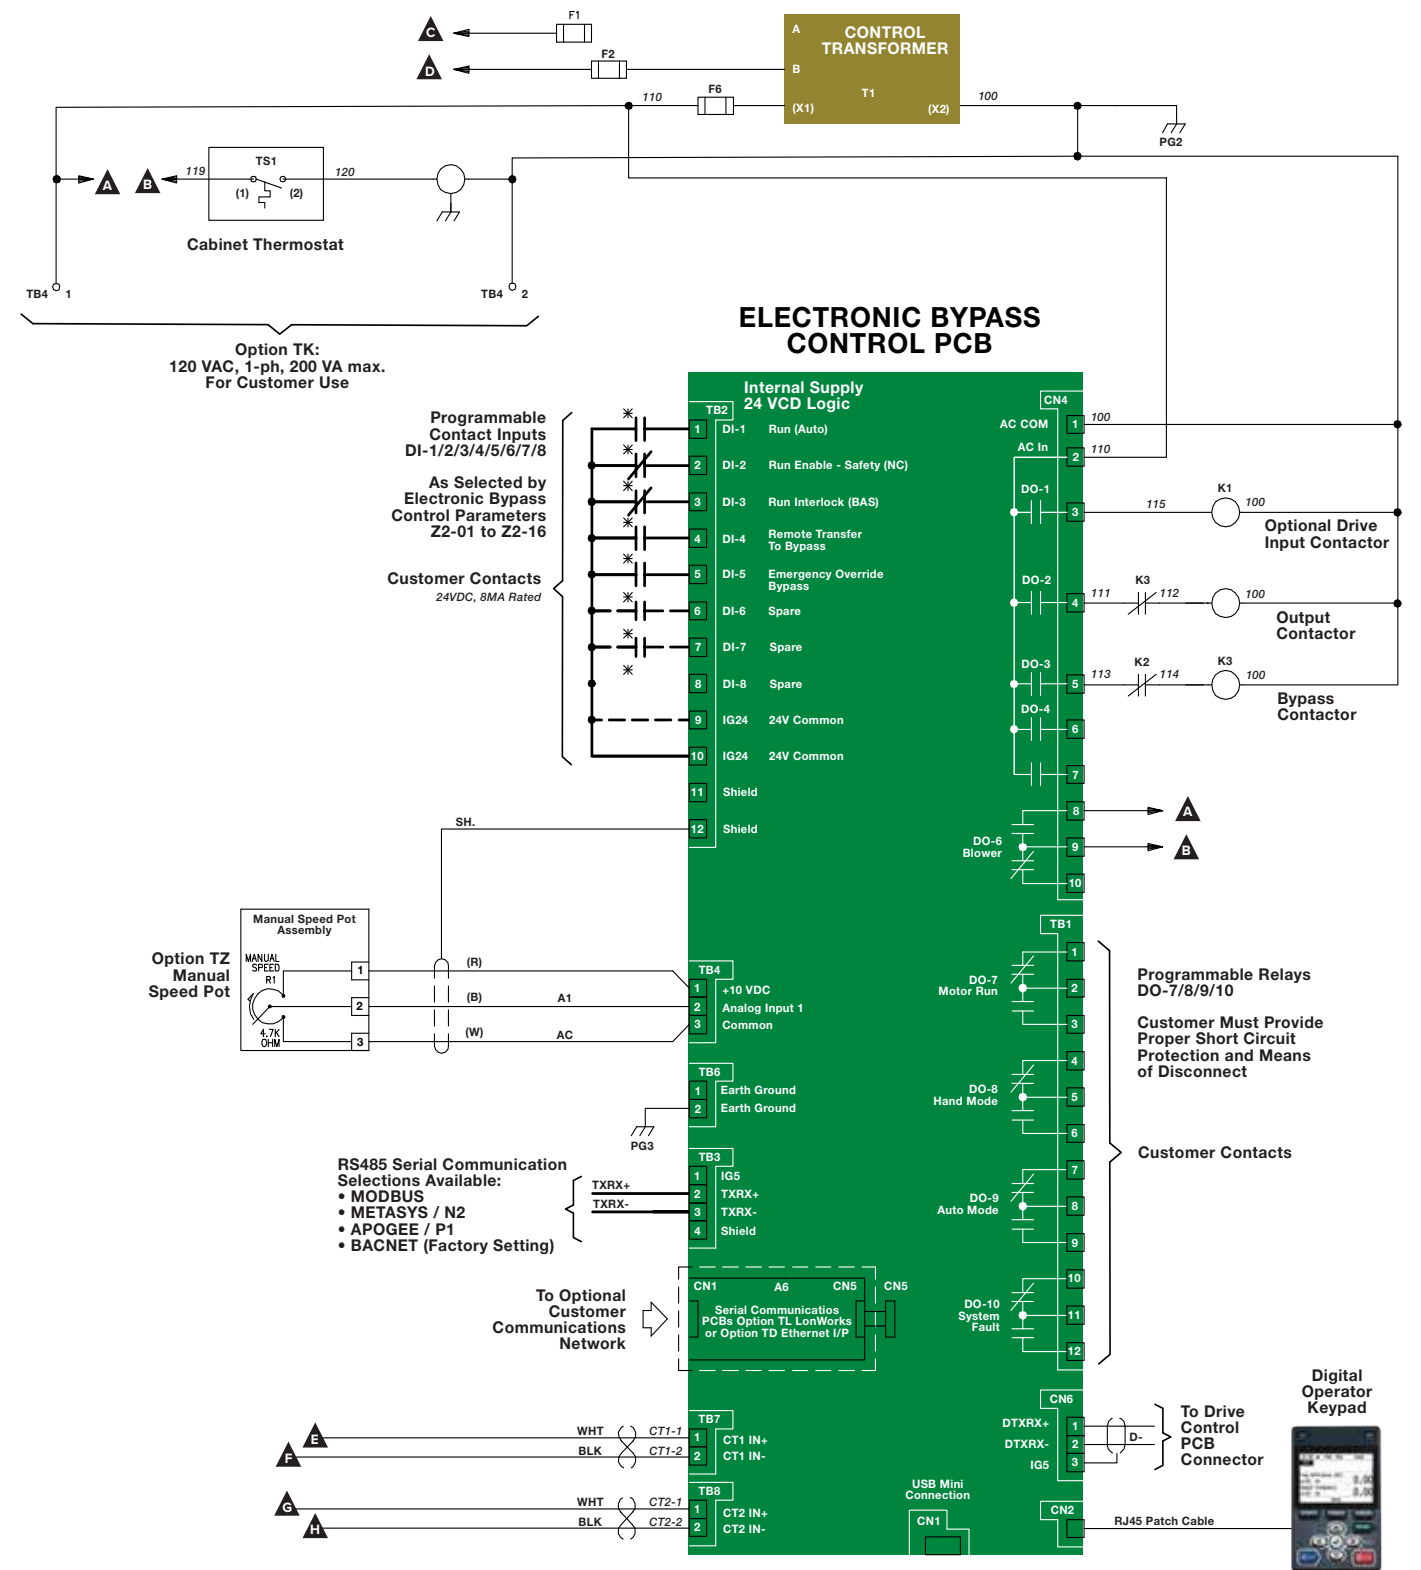 C
F1
D
F2
A
B
CONTROL
TRANSFORMER
T1
110
F6
(X1)
(X2)
100
PG2
A
B
119
TS1
(1)
(2)
120
Cabinet Thermostat
TB4
1
TB4
2
Option TK:
120 VAC, 1-ph, 200 VA max.
For Customer Use
ELECTRONIC BYPASS
CONTROL PCB
Internal Supply
24 VCD Logic
Programmable
Contact Inputs
DI-1/2/3/4/5/6/7/8
As Selected by
Electronic Bypass
Control Parameters
Z2-01 to Z2-16
Customer Contacts
24VDC, 8MA Rated
TB2
1 DI-1 Run (Auto)
2 DI-2 Run Enable - Safety (NC)
3 DI-3 Run Interlock (BAS)
4 DI-4 Remote Transfer
To Bypass
5 DI-5 Emergency Override
Bypass
6 DI-6 Spare
7 DI-7 Spare
8 DI-8 Spare
9 IG24 24V Common
10 IG24 24V Common
11 Shield
12 Shield
SH.
CN4
AC COM 1 100
AC In 2 110
DO-1
3 115 K1 100
Optional Drive
Input Contactor
DO-2
4 111 K3 112 100
Output
Contactor
DO-3
5 113 K2 114 K3 100
Bypass
Contactor
DO-4
6
7
8 A
DO-6
Blower
9 B
10
Option TZ
Manual
Speed Pot
Manual Speed Pot
Assembly
MANUAL
SPEED
R1
4.7K
OHM
1 (R)
2 (B) A1
3 (W) AC
TB4
1 +10 VDC
2 Analog Input 1
3 Common
TB6
1 Earth Ground
2 Earth Ground
PG3
RS485 Serial Communication
Selections Available:
• MODBUS
• METASYS / N2
• APOGEE / P1
• BACNET (Factory Setting)
TXRX+
TXRX-
TB3
1 IG5
2 TXRX+
3 TXRX-
4 Shield
TB1
1
DO-7
Motor Run
2
3
4
DO-8
Hand Mode
5
6
7
DO-9
Auto Mode
8
9
10
DO-10
System
Fault
11
12
Programmable Relays
DO-7/8/9/10
Customer Must Provide
Proper Short Circuit
Protection and Means
of Disconnect
Customer Contacts
To Optional
Customer
Communications
Network
CN1 A6 CN5 CN5
Serial Communicatios
PCBs Option TL LonWorks
or Option TD Ethernet I/P
E
F
WHT CT1-1
BLK CT1-2
TB7
1 CT1 IN+
2 CT1 IN-
G
H
WHT CT2-1
BLK CT2-2
TB8
1 CT2 IN+
2 CT2 IN-
CN6
DTXRX+ 1
DTXRX- 2
IG5 3
D-
To Drive
Control
PCB
Connector
USB Mini
Connection
CN1
CN2
RJ45 Patch Cable
Digital
Operator
Keypad
0.00
0.00